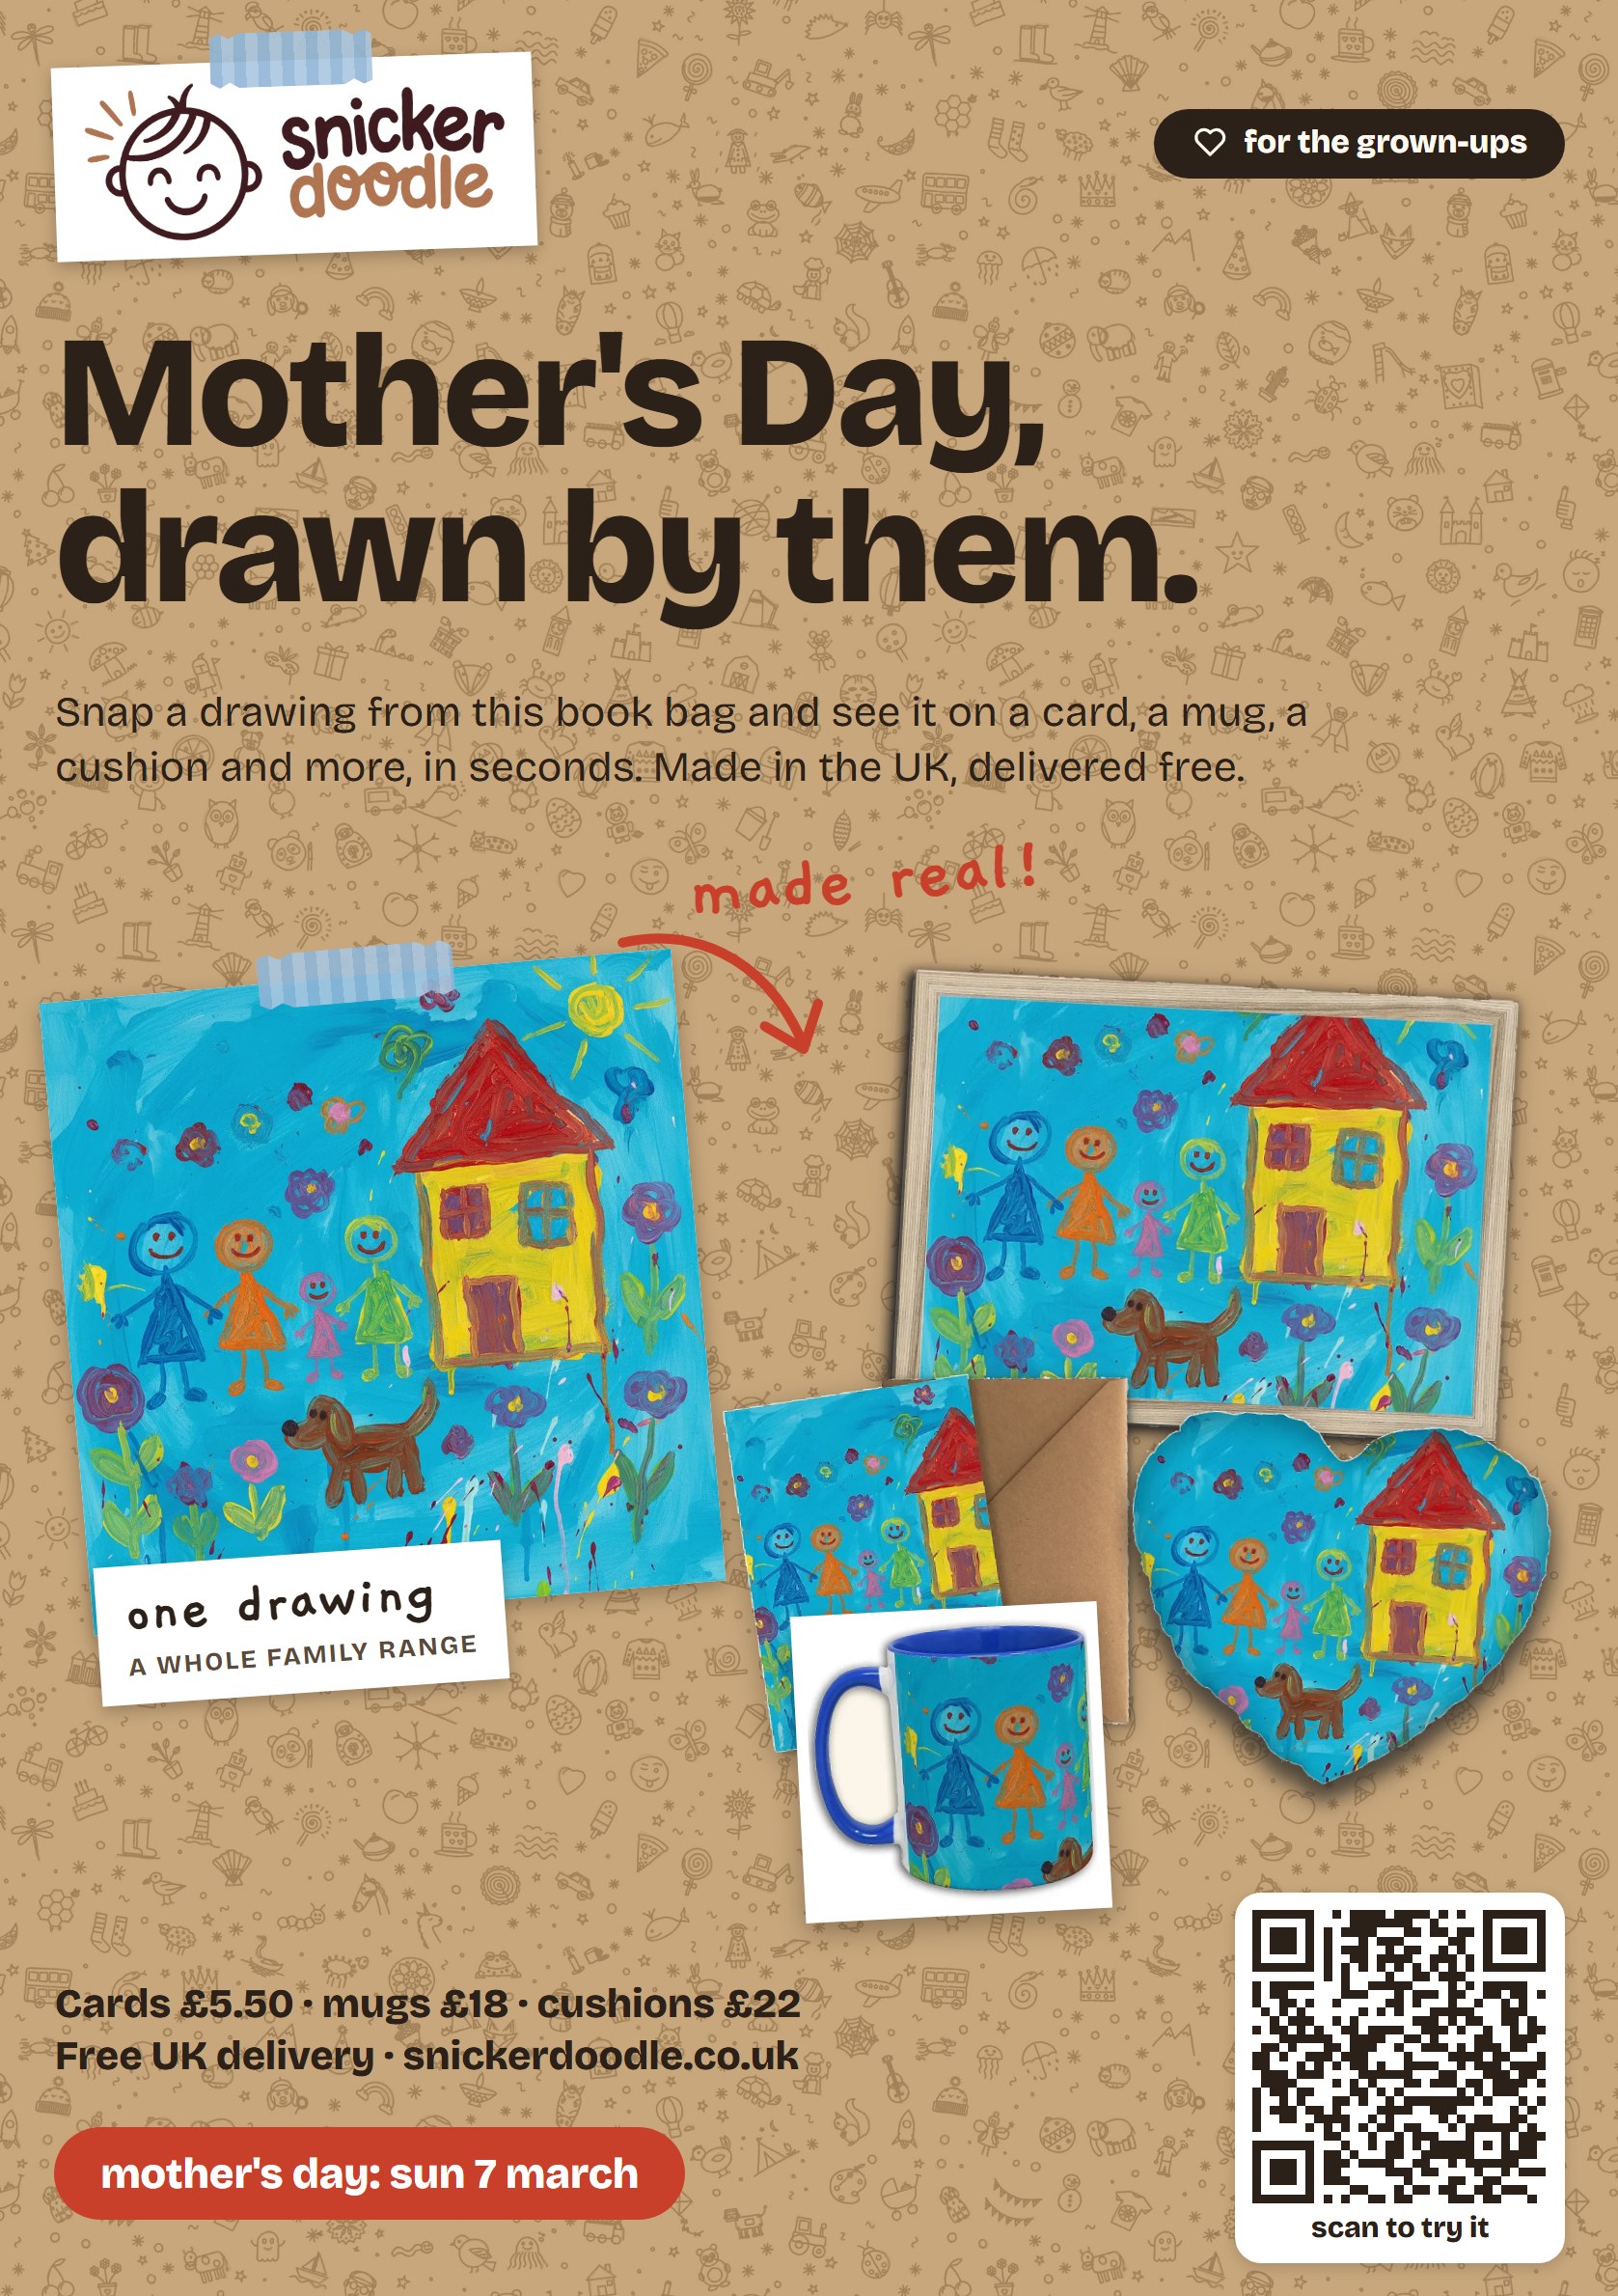 snicker
doodle
for the grown-ups
Mother's Day,
drawn by them.
Snap a drawing from this book bag and see it on a card, a mug, a
cushion and more, in seconds. Made in the UK, delivered free.
made real!
one drawing
A WHOLE FAMILY RANGE
Cards £5.50 · mugs £18 · cushions £22
Free UK delivery · snickerdoodle.co.uk
mother's day: sun 7 march
scan to try it